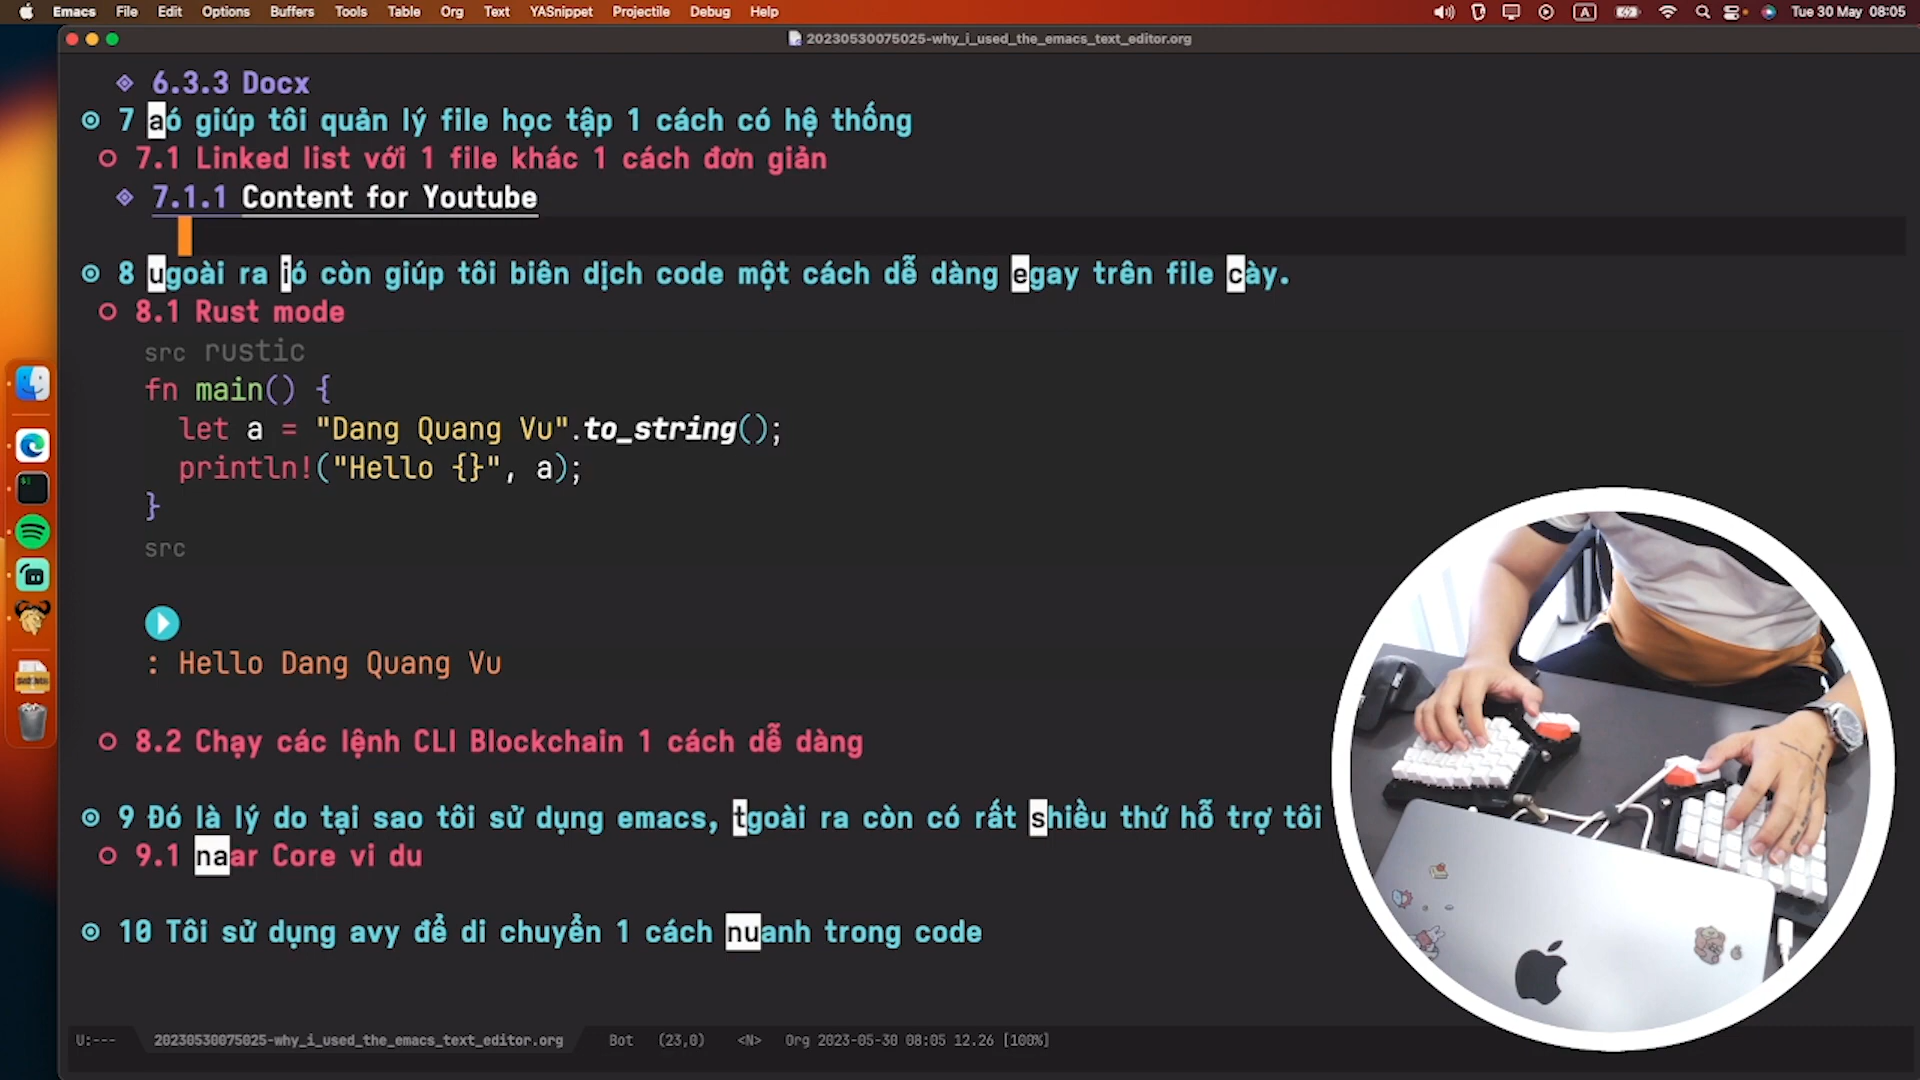 Emacs File Edit Options Buffers Tools Table Org Text YASnippet Projectile Debug Help
A Tue 30 May 08:05
20230530075025-why_i_used_the_emacs_text_editor.org
6.3.3 Docx
7 aó giúp tôi quản lý file học tập 1 cách có hệ thống
7.1 Linked list với 1 file khác 1 cách đơn giản
7.1.1 Content for Youtube
8 ugoài ra ió còn giúp tôi biên dịch code một cách dễ dàng egay trên file cày.
8.1 Rust mode
src rustic
fn main() {
let a = "Dang Quang Vu".to_string();
println!("Hello {}", a);
}
src
: Hello Dang Quang Vu
8.2 Chạy các lệnh CLI Blockchain 1 cách dễ dàng
9 Đó là lý do tại sao tôi sử dụng emacs, tgoài ra còn có rất shiều thứ hỗ trợ tôi
9.1 naar Core vi du
10 Tôi sử dụng avy để di chuyển 1 cách nuanh trong code
U:--- 20230530075025-why_i_used_the_emacs_text_editor.org Bot (23,0) <N> Org 2023-05-30 08:05 12.26 [100%]